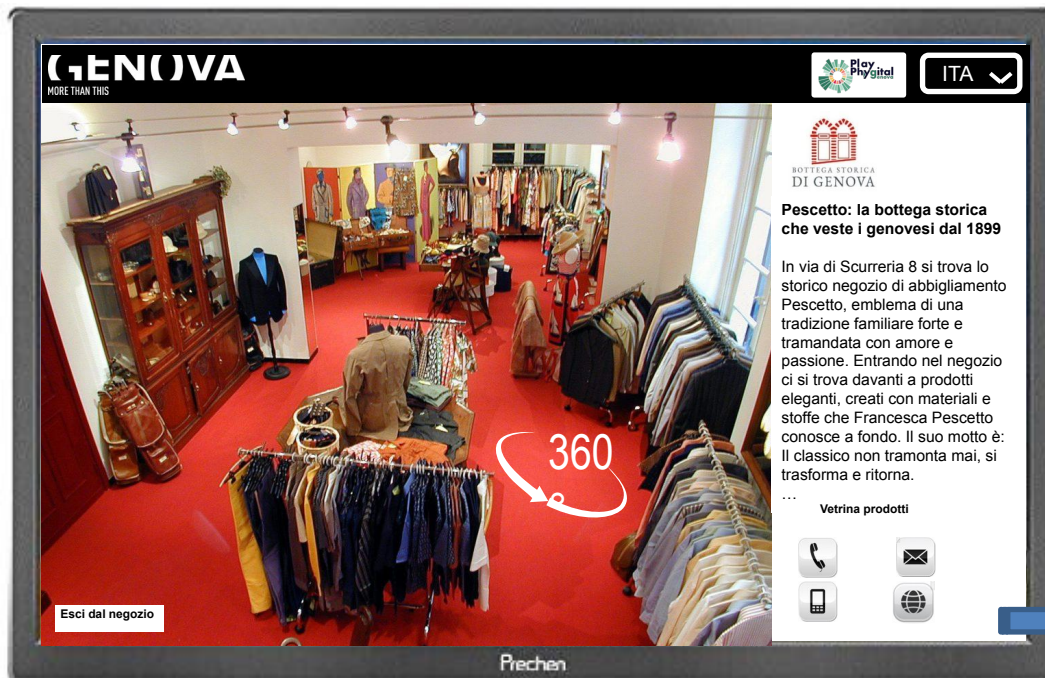 GENOVA
MORE THAN THIS
Play
Phygital
genova
ITA
BOTTEGA STORICA
DI GENOVA
Pescetto: la bottega storica
che veste i genovesi dal 1899
In via di Scurreria 8 si trova lo
storico negozio di abbigliamento
Pescetto, emblema di una
tradizione familiare forte e
tramandata con amore e
passione. Entrando nel negozio
ci si trova davanti a prodotti
eleganti, creati con materiali e
stoffe che Francesca Pescetto
conosce a fondo. Il suo motto è:
Il classico non tramonta mai, si
trasforma e ritorna.
…
Vetrina prodotti
360
Esci dal negozio
Prechen